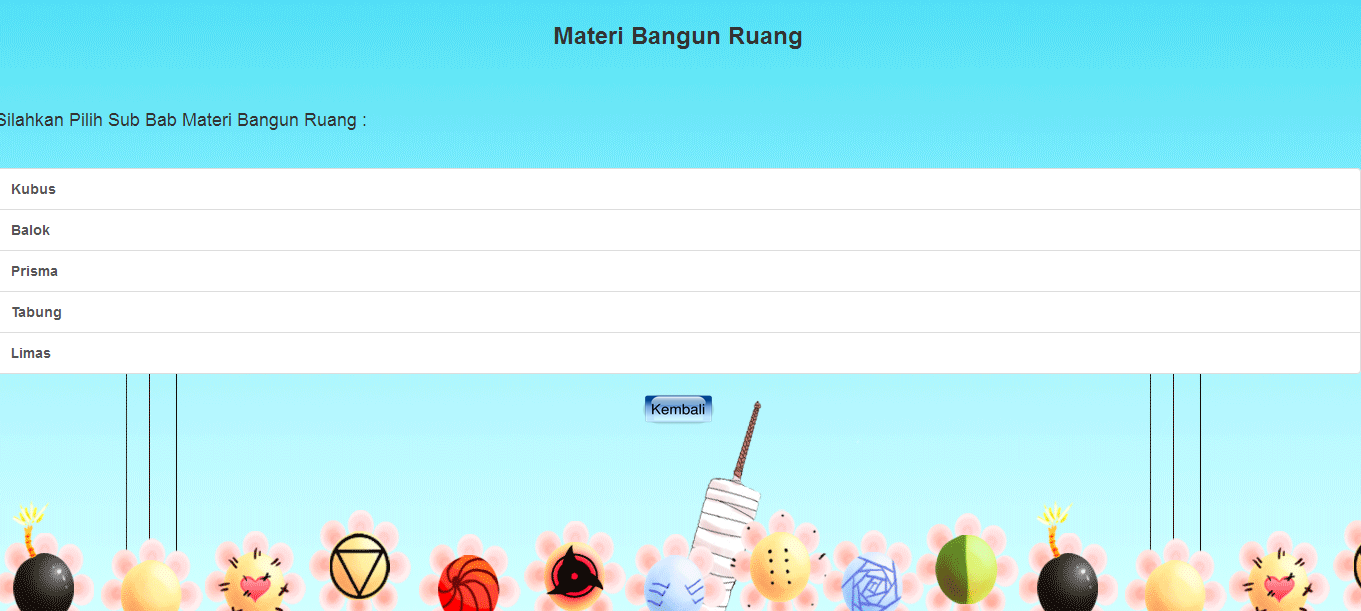 Materi Bangun Ruang
Silahkan Pilih Sub Bab Materi Bangun Ruang :
Kubus
Balok
Prisma
Tabung
Limas
Kembali